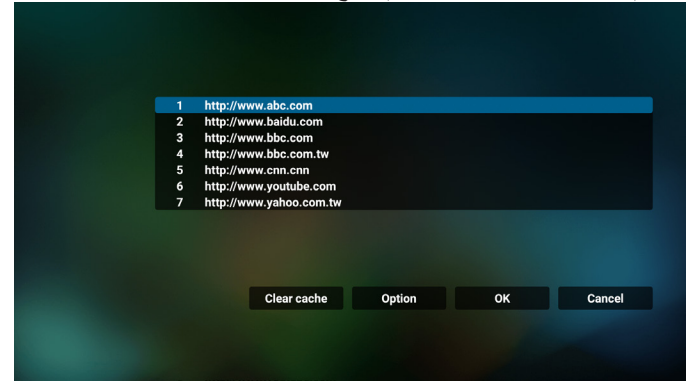 1 http://www.abc.com
2 http://www.baidu.com
3 http://www.bbc.com
4 http://www.bbc.com.tw
5 http://www.cnn.cnn
6 http://www.youtube.com
7 http://www.yahoo.com.tw
Clear cache Option OK Cancel